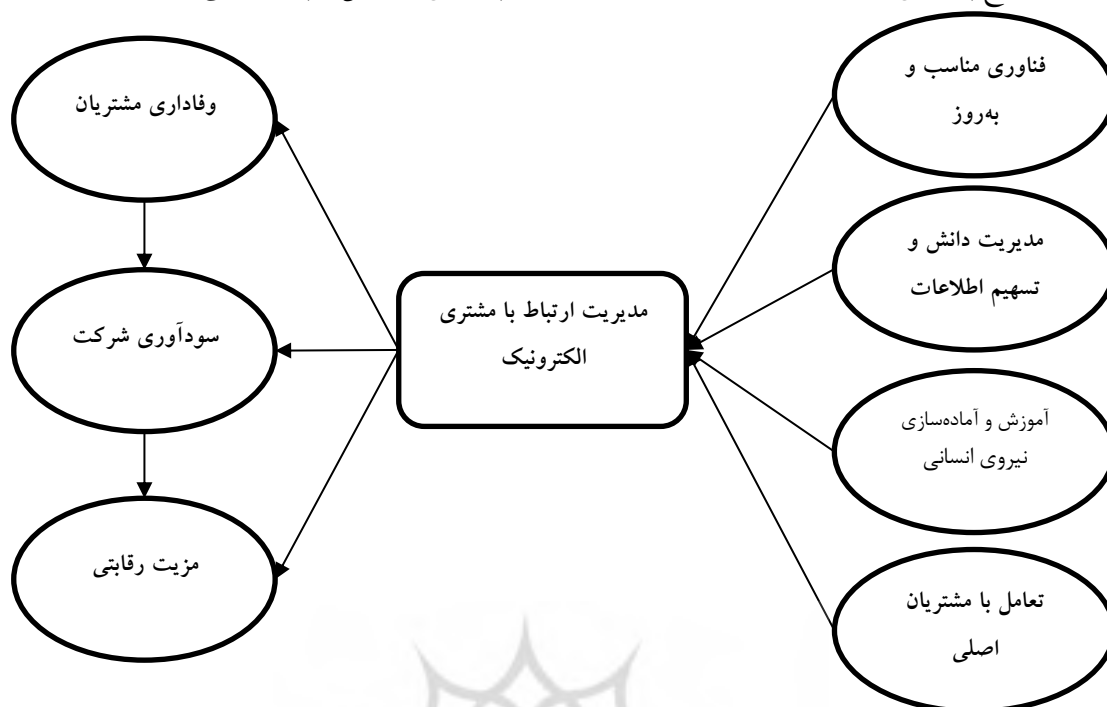 فناوری مناسب و
به‌روز
وفاداری مشتریان
مدیریت دانش و
تسهیم اطلاعات
مدیریت ارتباط با مشتری
الکترونیک
سودآوری شرکت
آموزش و آماده‌سازی
نیروی انسانی
مزیت رقابتی
تعامل با مشتریان
اصلی